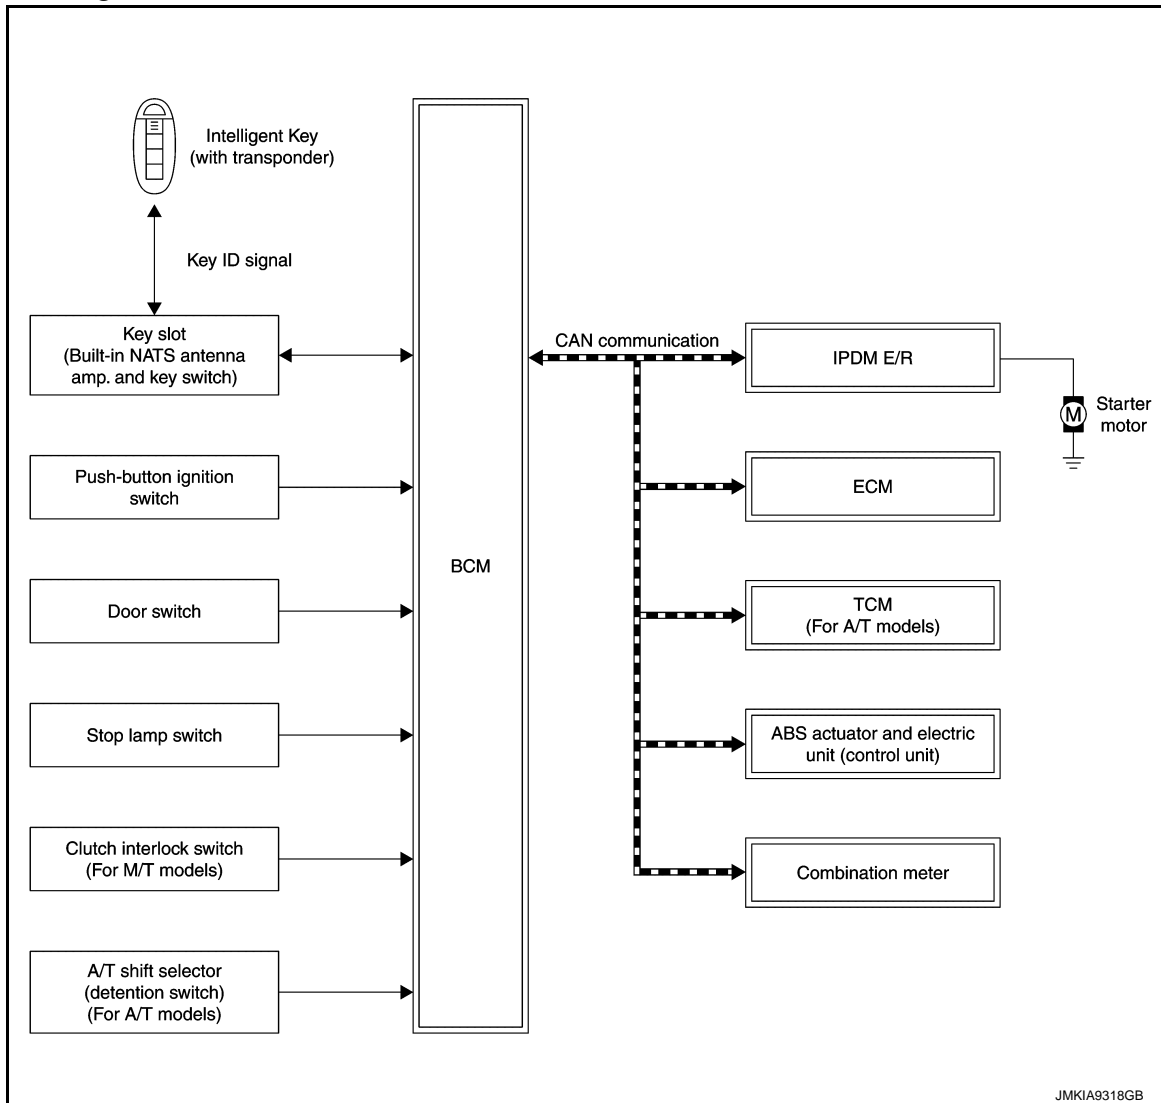 Intelligent Key
(with transponder)
Key ID signal
Key slot
(Built-in NATS antenna
amp. and key switch)
Push-button ignition
switch
Door switch
Stop lamp switch
Clutch interlock switch
(For M/T models)
A/T shift selector
(detention switch)
(For A/T models)
BCM
CAN communication
IPDM E/R
M
Starter
motor
ECM
TCM
(For A/T models)
ABS actuator and electric
unit (control unit)
Combination meter
JMKIA9318GB